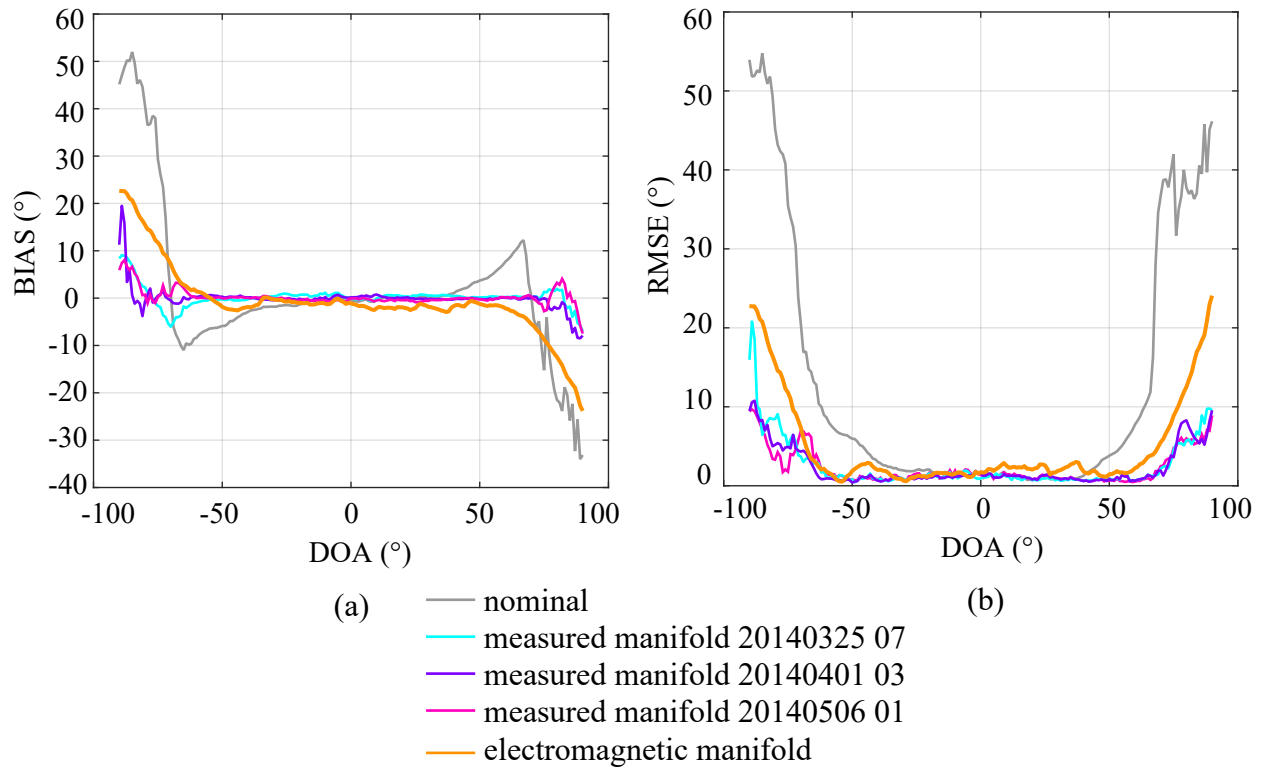 60
50
40
30
20
10
0
-10
-20
-30
-40
BIAS (°)
-100
-50
0
50
100
DOA (°)
(a)
60
50
40
30
20
10
0
RMSE (°)
-100
-50
0
50
100
DOA (°)
(b)
nominal
measured manifold 20140325 07
measured manifold 20140401 03
measured manifold 20140506 01
electromagnetic manifold